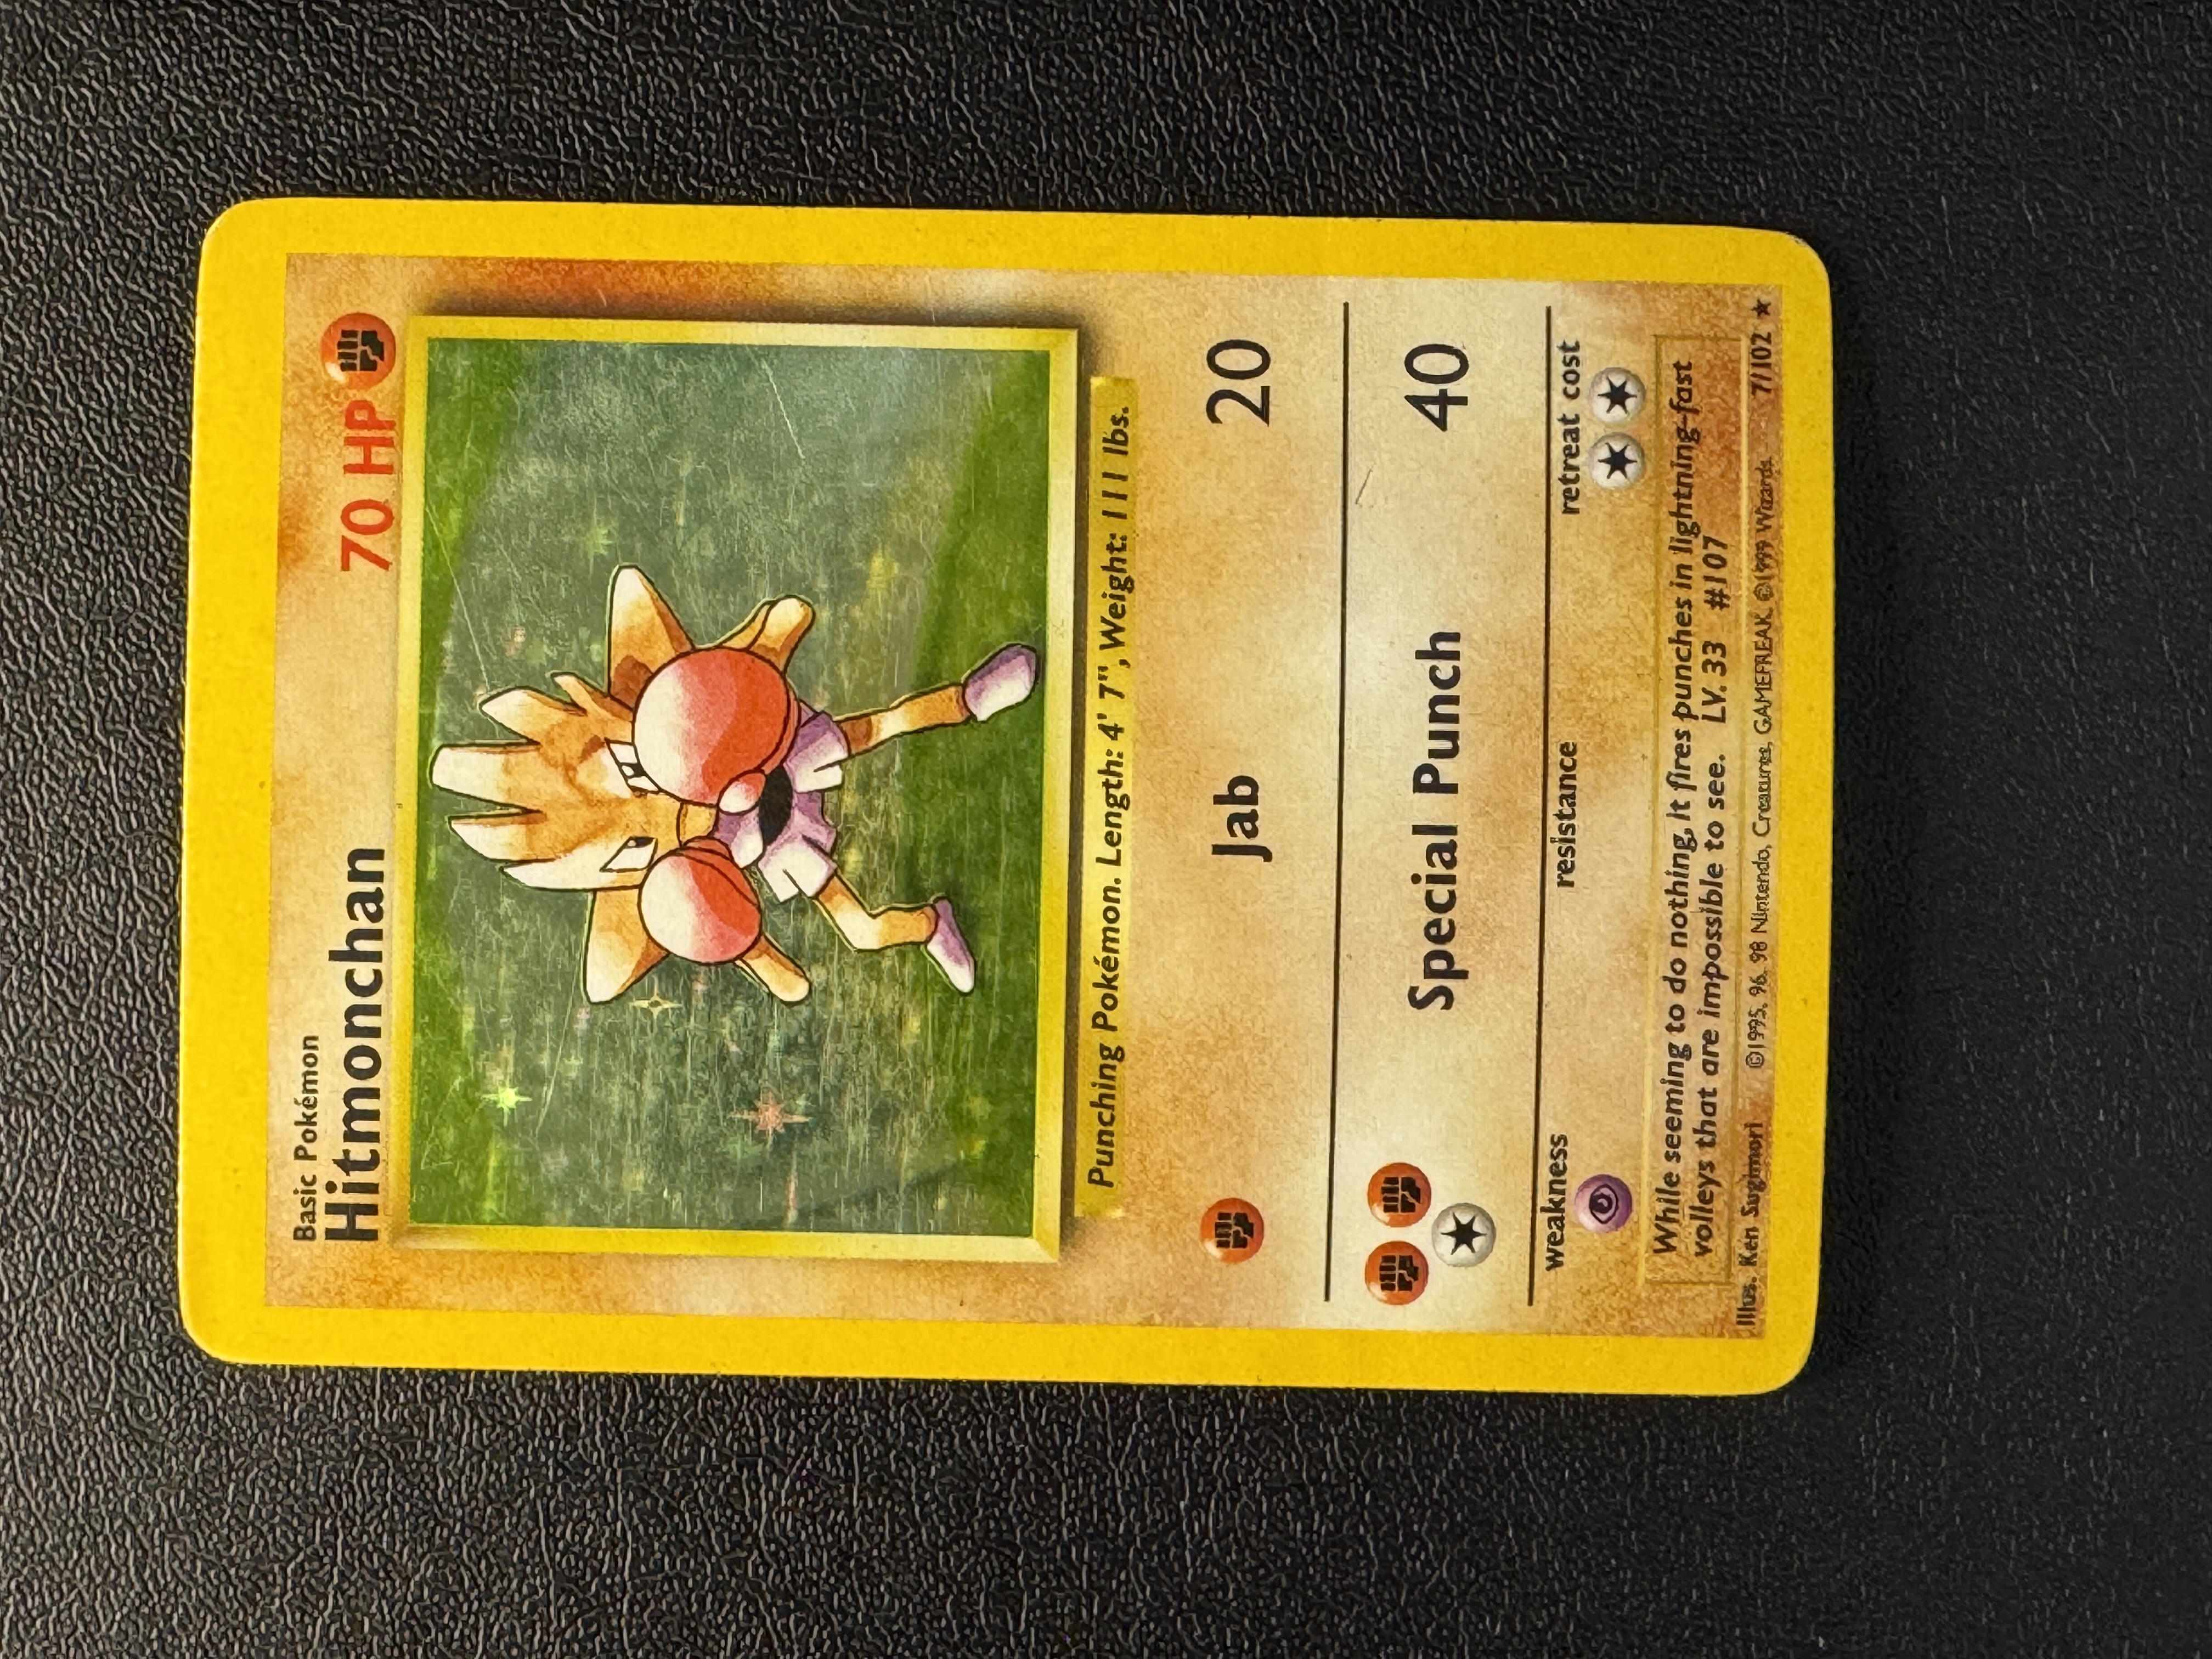 Basic Pokémon
Hitmonchan 70 HP
Punching Pokémon. Length: 4' 7", Weight: 111 lbs.
Jab 20
Special Punch 40
weakness resistance retreat cost
While seeming to do nothing, it fires punches in lightning-fast
volleys that are impossible to see. LV. 33 #107
Illus. Ken Sugimori ©1995, 96, 98 Nintendo, Creatures, GAMEFREAK. ©1999 Wizards. 7/102 ★